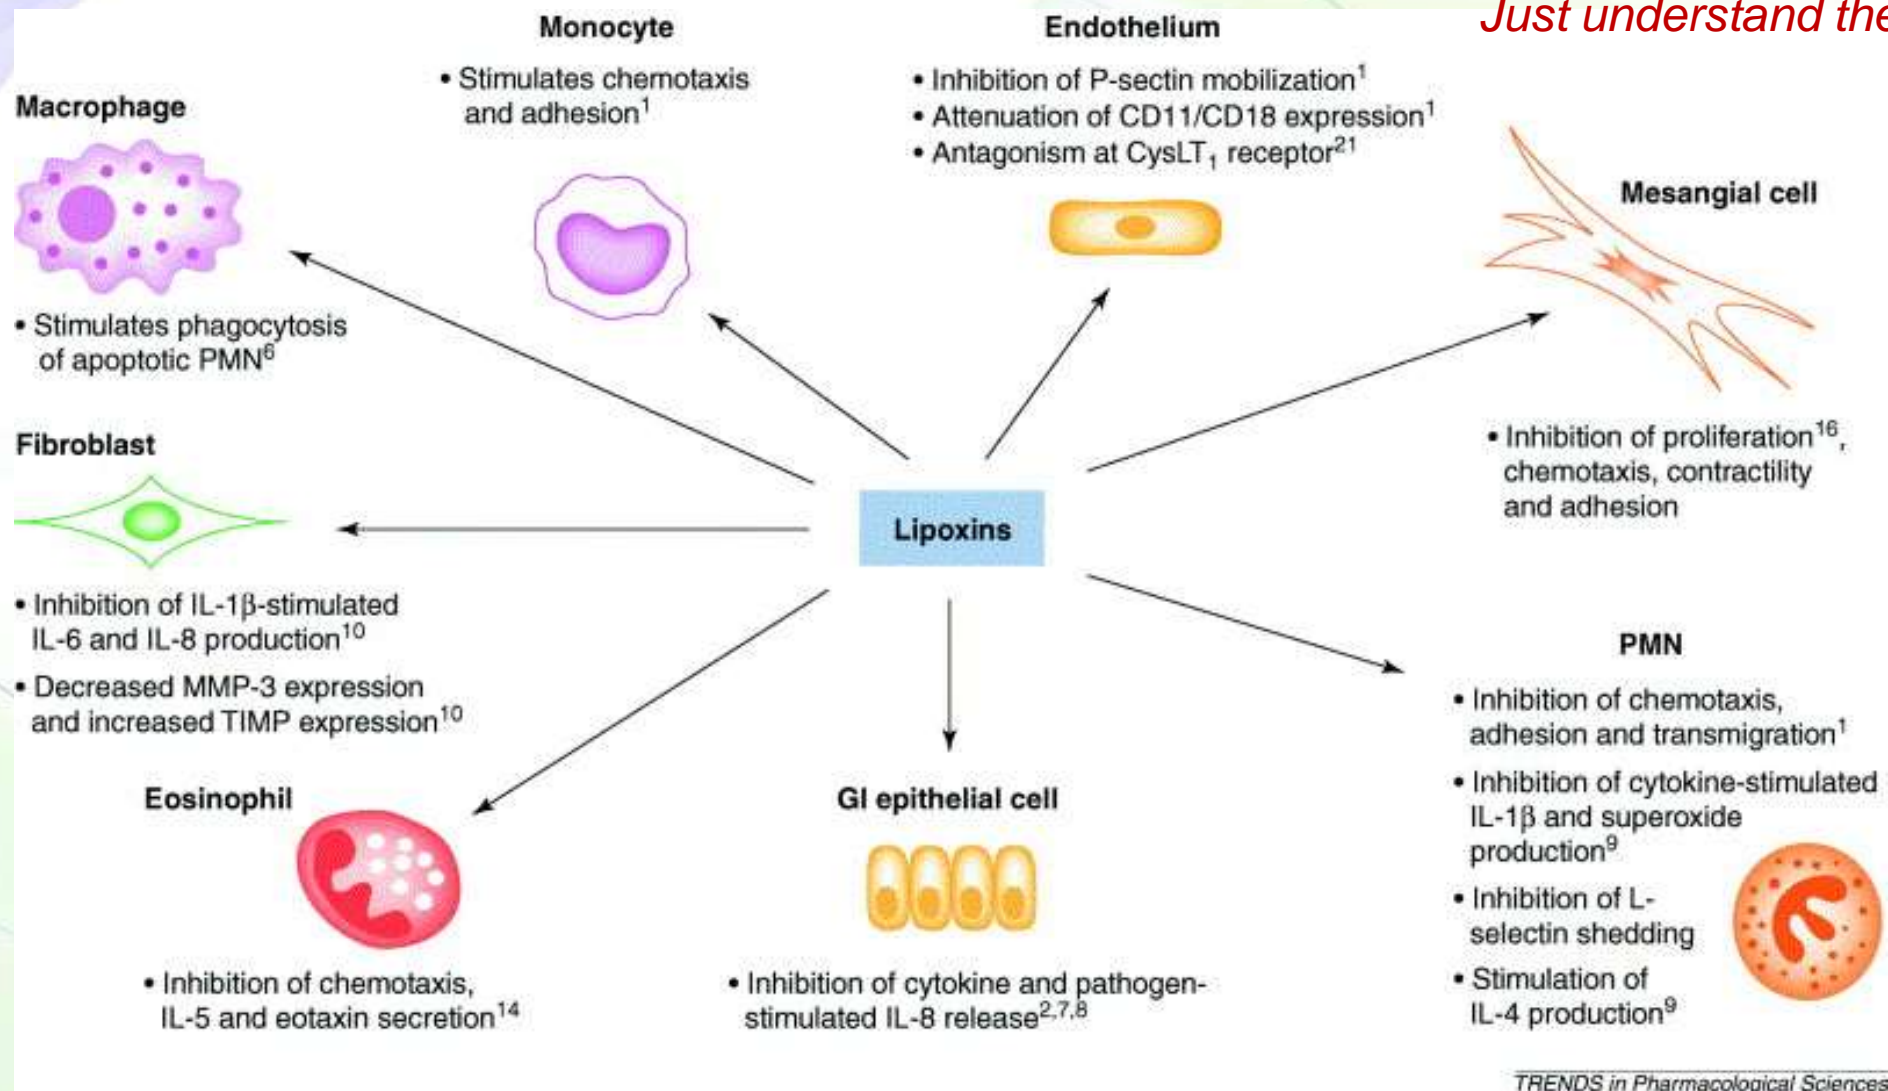 Just understand the
Monocyte
• Stimulates chemotaxis
and adhesion¹
Endothelium
• Inhibition of P-sectin mobilization¹
• Attenuation of CD11/CD18 expression¹
• Antagonism at CysLT₁ receptor²¹
Macrophage
• Stimulates phagocytosis
of apoptotic PMN⁶
Mesangial cell
• Inhibition of proliferation¹⁶,
chemotaxis, contractility
and adhesion
Fibroblast
• Inhibition of IL-1β-stimulated
IL-6 and IL-8 production¹⁰
• Decreased MMP-3 expression
and increased TIMP expression¹⁰
Lipoxins
PMN
• Inhibition of chemotaxis,
adhesion and transmigration¹
• Inhibition of cytokine-stimulated
IL-1β and superoxide
production⁹
• Inhibition of L-
selectin shedding
• Stimulation of
IL-4 production⁹
Eosinophil
• Inhibition of chemotaxis,
IL-5 and eotaxin secretion¹⁴
GI epithelial cell
• Inhibition of cytokine and pathogen-
stimulated IL-8 release²,⁷,⁸
TRENDS in Pharmacological Sciences